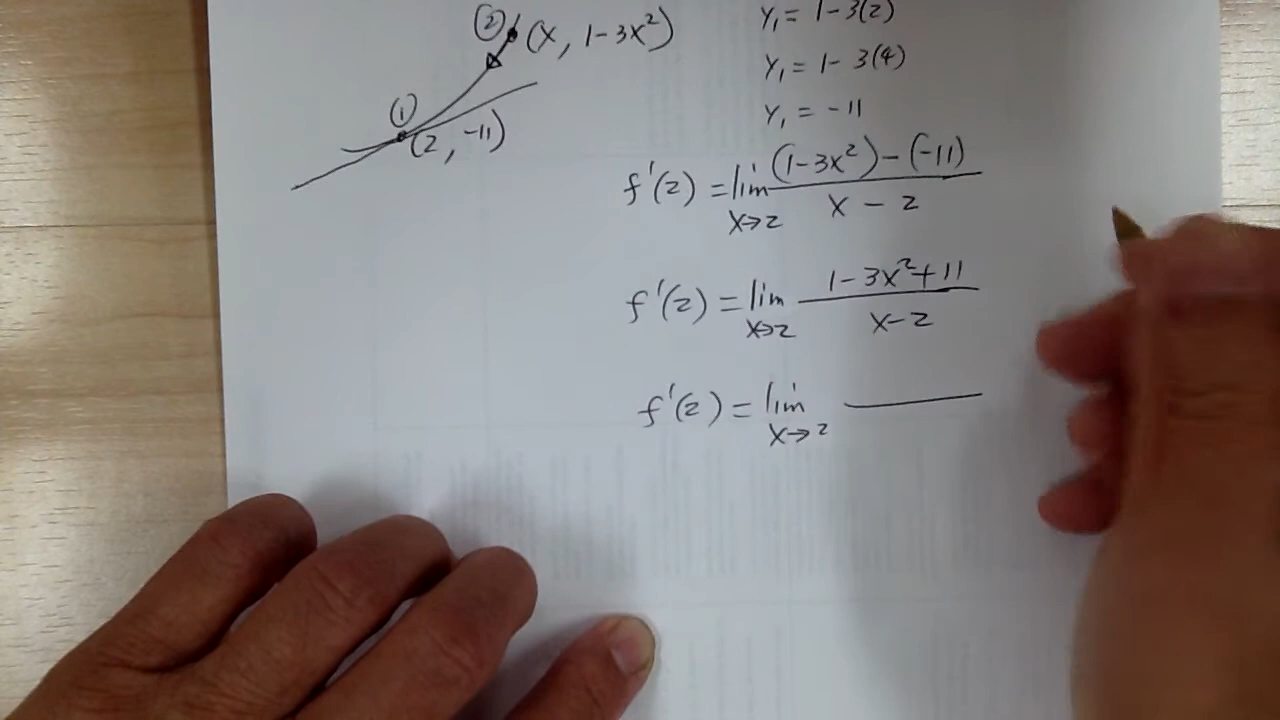 ② (x, 1-3x²)
① (2, -11)
y₁ = 1-3(2)
y₁ = 1-3(4)
y₁ = -11
f'(2) = lim x→2 (1-3x²)-(-11) / x-2
f'(2) = lim x→2 1-3x²+11 / x-2
f'(2) = lim x→2